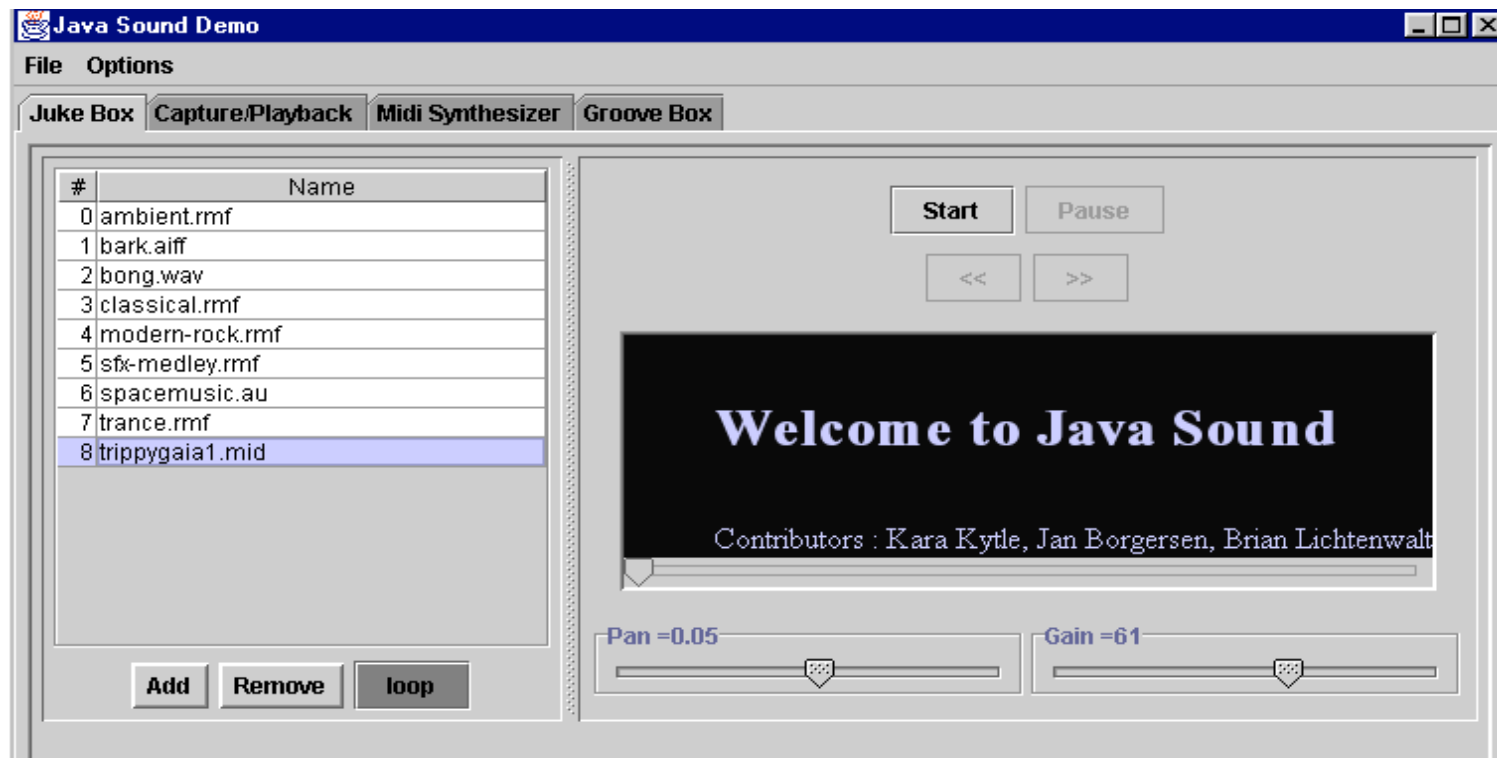 Java Sound Demo
File Options
Juke Box Capture/Playback Midi Synthesizer Groove Box
# Name
0 ambient.rmf
1 bark.aiff
2 bong.wav
3 classical.rmf
4 modern-rock.rmf
5 sfx-medley.rmf
6 spacemusic.au
7 trance.rmf
8 trippygaia1.mid
Add Remove loop
Start Pause
<< >>
Welcome to Java Sound
Contributors : Kara Kytle, Jan Borgersen, Brian Lichtenwalt
Pan =0.05 Gain =61